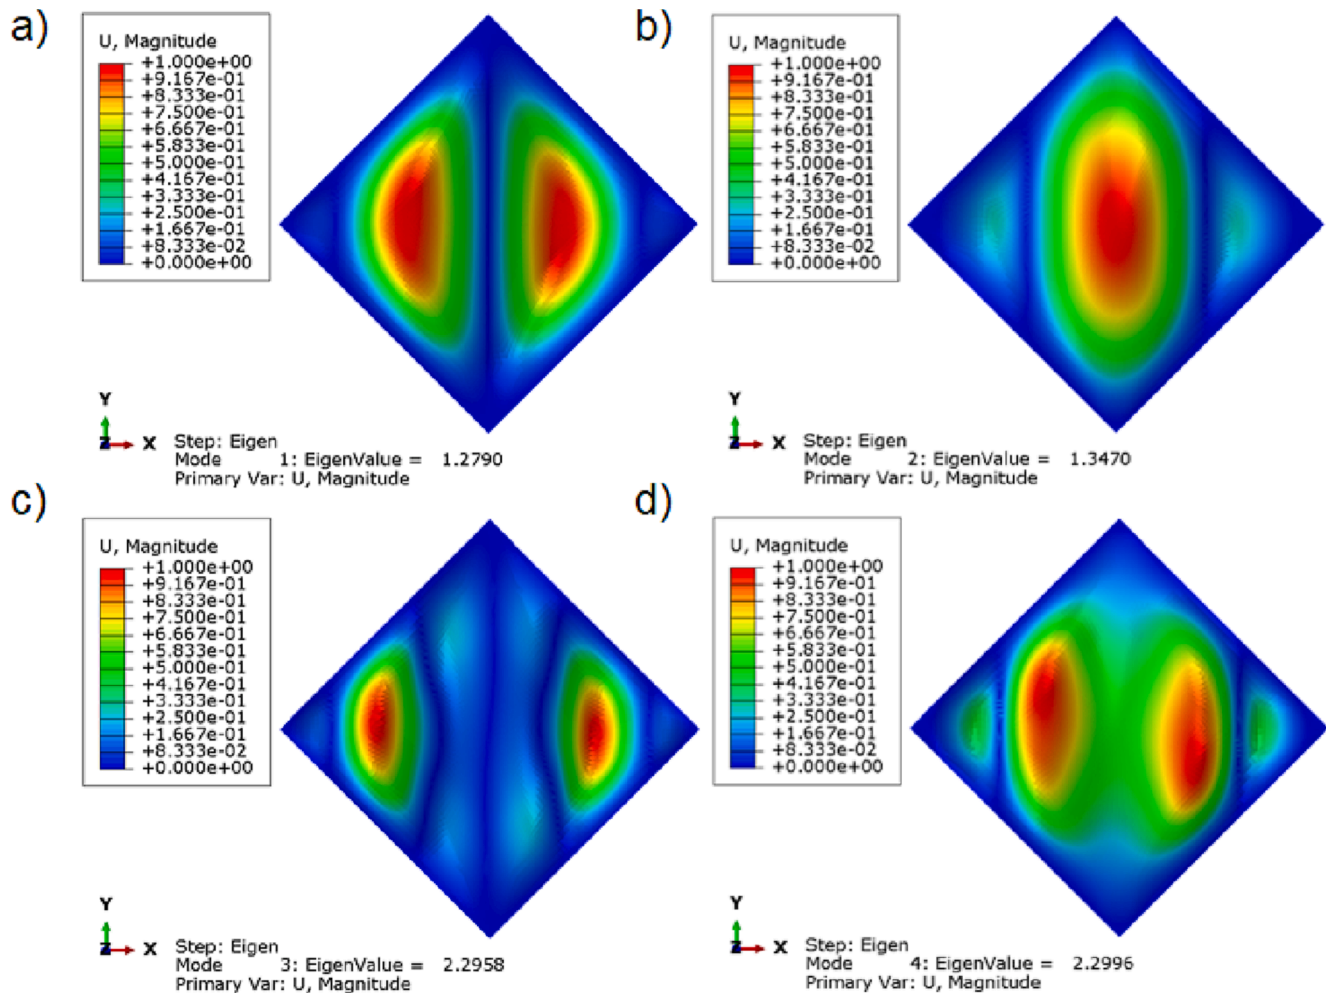 a)
U, Magnitude
+1.000e+00
+9.167e-01
+8.333e-01
+7.500e-01
+6.667e-01
+5.833e-01
+5.000e-01
+4.167e-01
+3.333e-01
+2.500e-01
+1.667e-01
+8.333e-02
+0.000e+00
Y
Z X
Step: Eigen
Mode 1: EigenValue = 1.2790
Primary Var: U, Magnitude
b)
U, Magnitude
+1.000e+00
+9.167e-01
+8.333e-01
+7.500e-01
+6.667e-01
+5.833e-01
+5.000e-01
+4.167e-01
+3.333e-01
+2.500e-01
+1.667e-01
+8.333e-02
+0.000e+00
Y
Z X
Step: Eigen
Mode 2: EigenValue = 1.3470
Primary Var: U, Magnitude
c)
U, Magnitude
+1.000e+00
+9.167e-01
+8.333e-01
+7.500e-01
+6.667e-01
+5.833e-01
+5.000e-01
+4.167e-01
+3.333e-01
+2.500e-01
+1.667e-01
+8.333e-02
+0.000e+00
Y
Z X
Step: Eigen
Mode 3: EigenValue = 2.2958
Primary Var: U, Magnitude
d)
U, Magnitude
+1.000e+00
+9.167e-01
+8.333e-01
+7.500e-01
+6.667e-01
+5.833e-01
+5.000e-01
+4.167e-01
+3.333e-01
+2.500e-01
+1.667e-01
+8.333e-02
+0.000e+00
Y
Z X
Step: Eigen
Mode 4: EigenValue = 2.2996
Primary Var: U, Magnitude